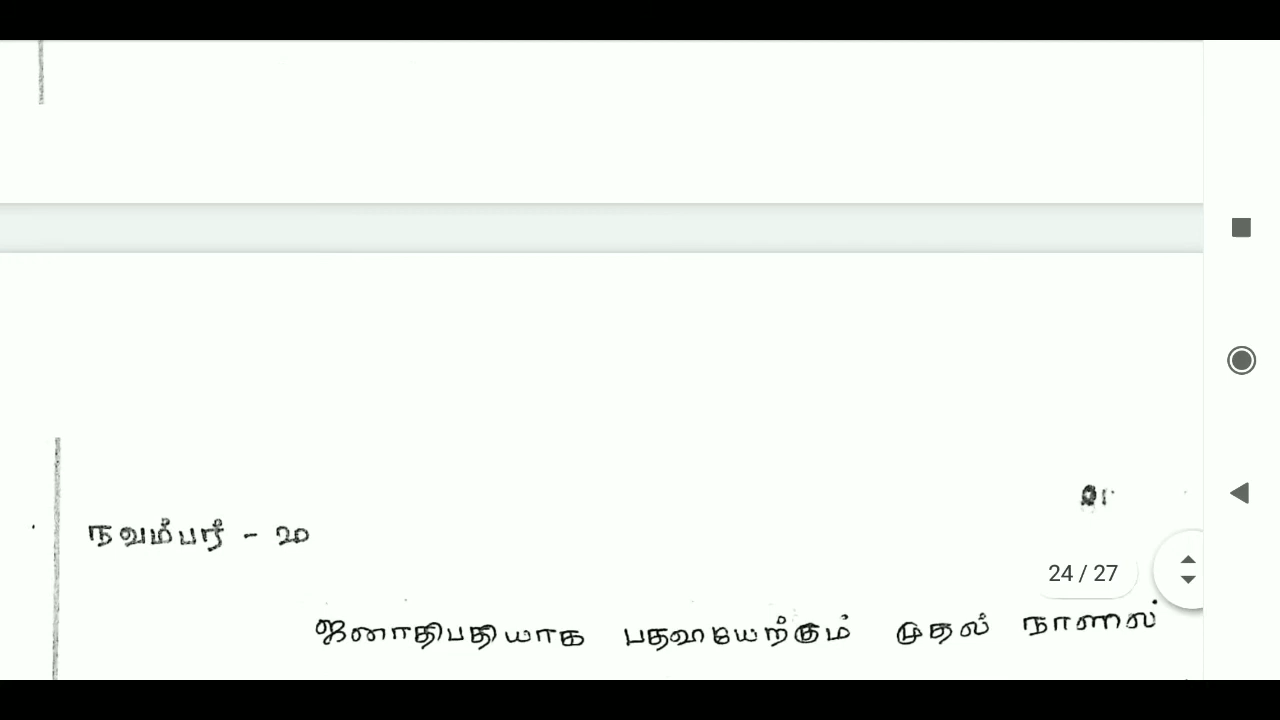 நவம்பர் - ௨௦
24 / 27
ஜனாதிபதியாக பதவியேற்கும் முதல் நாளில்